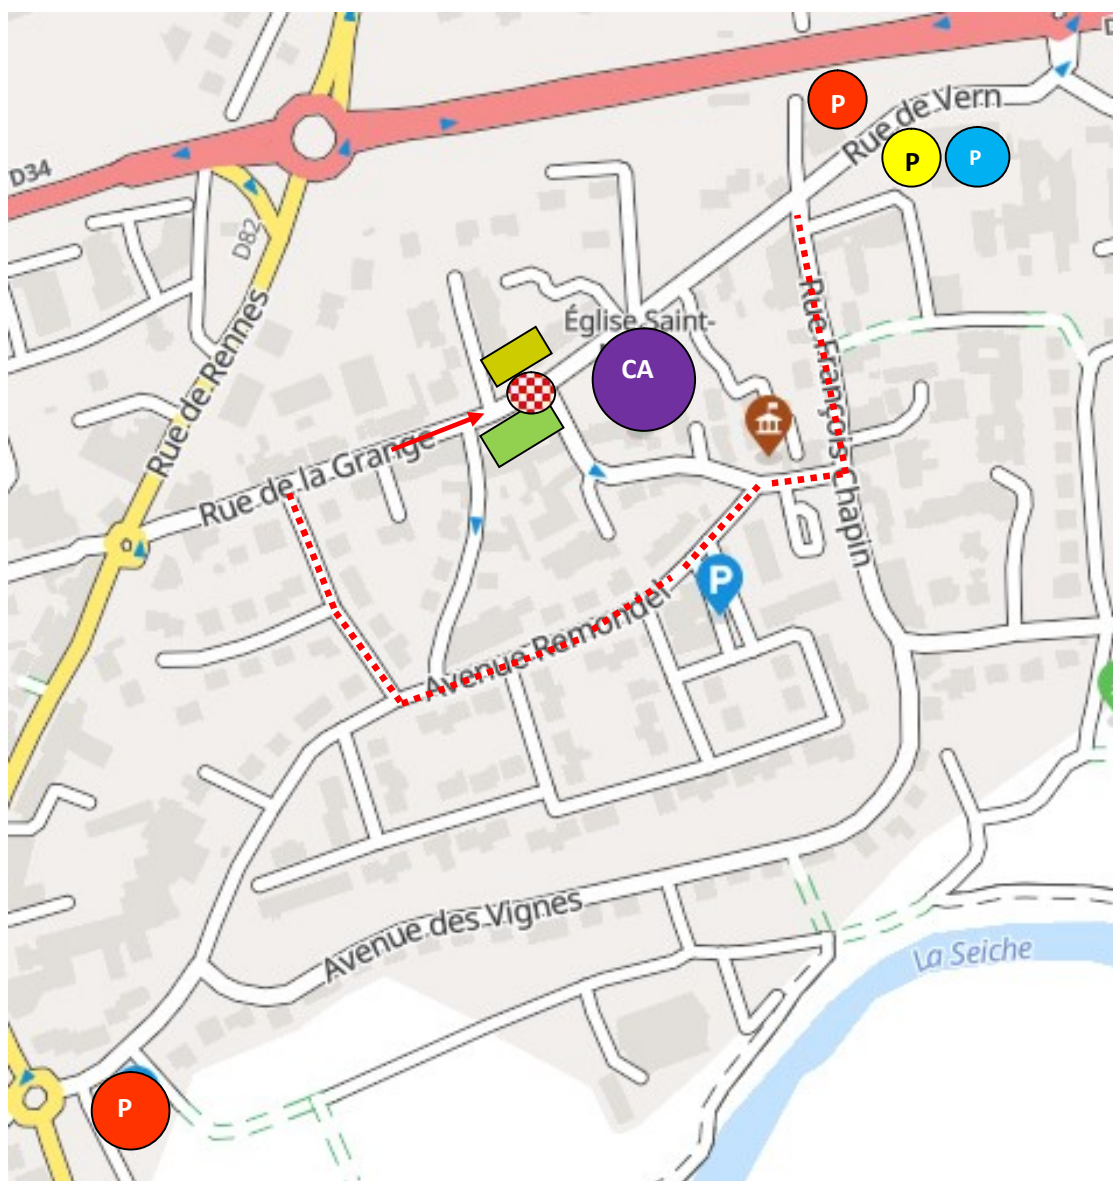 D
P
Rue de Vern
P
P
D34
D82
Rue de Rennes
Rue François Chapin
Église Saint-
CA
Rue de la Grange
P
Avenue Remondel
Avenue des Vignes
La Seiche
P